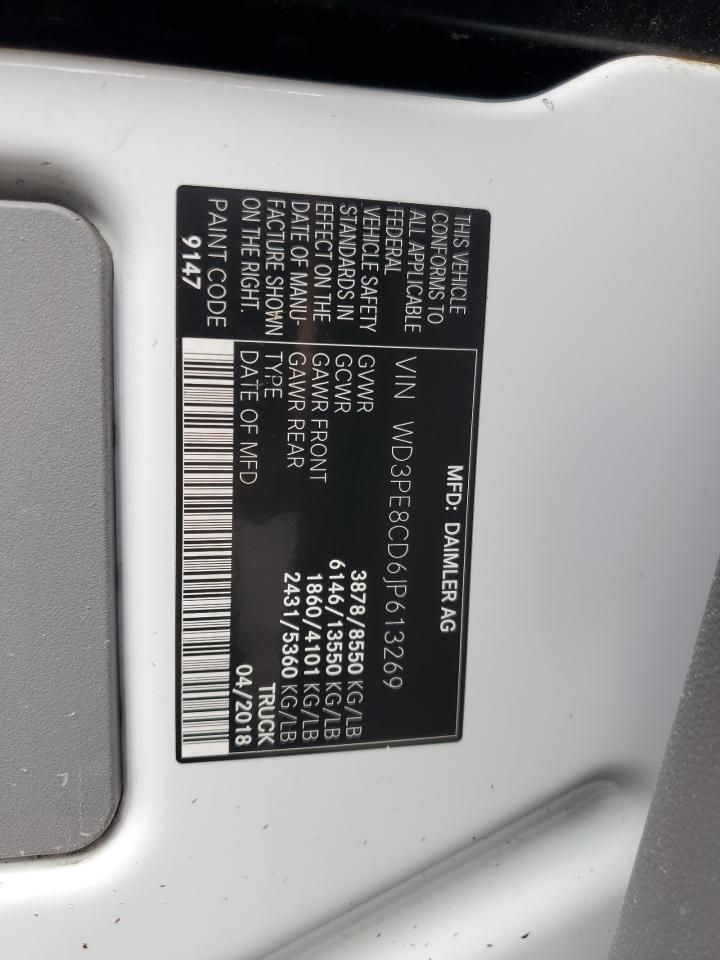 THIS VEHICLE
CONFORMS TO
ALL APPLICABLE
FEDERAL
VEHICLE SAFETY
STANDARDS IN
EFFECT ON THE
DATE OF MANU-
FACTURE SHOWN
ON THE RIGHT.
PAINT CODE
9147
MFD: DAIMLER AG
VIN WD3PE8CD6JP613269
GVWR 3878/8550 KG/LB
GCWR 6146/13550 KG/LB
GAWR FRONT 1860/4101 KG/LB
GAWR REAR 2431/5360 KG/LB
TYPE TRUCK
DATE OF MFD 04/2018